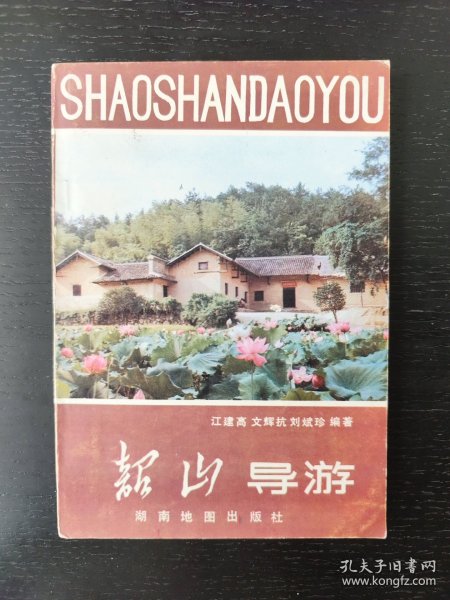 SHAOSHANDAOYOU
江建高 文辉抗 刘斌珍 编著
韶山 导游
湖南地图出版社
孔夫子旧书网
www.kongfz.com